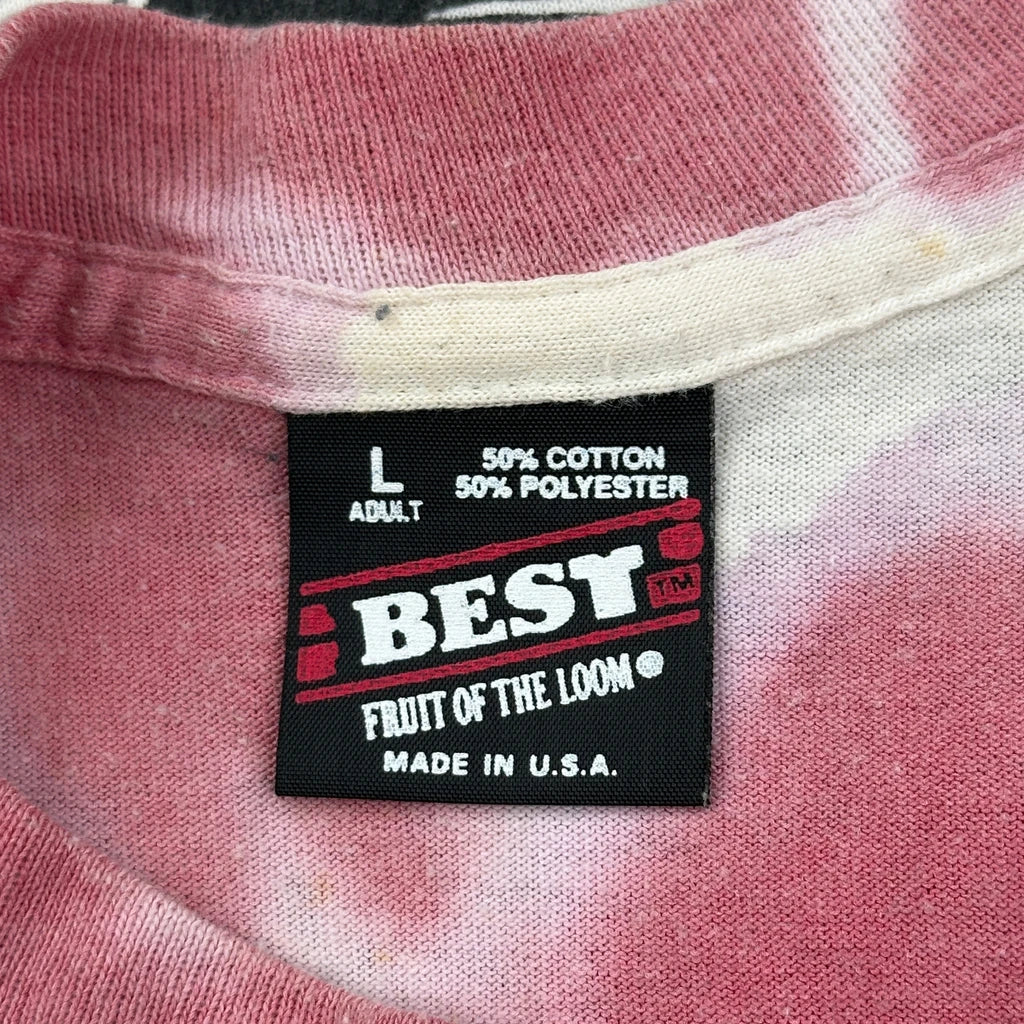 L
ADULT
50% COTTON
50% POLYESTER
BEST
TM
FRUIT OF THE LOOM
MADE IN U.S.A.